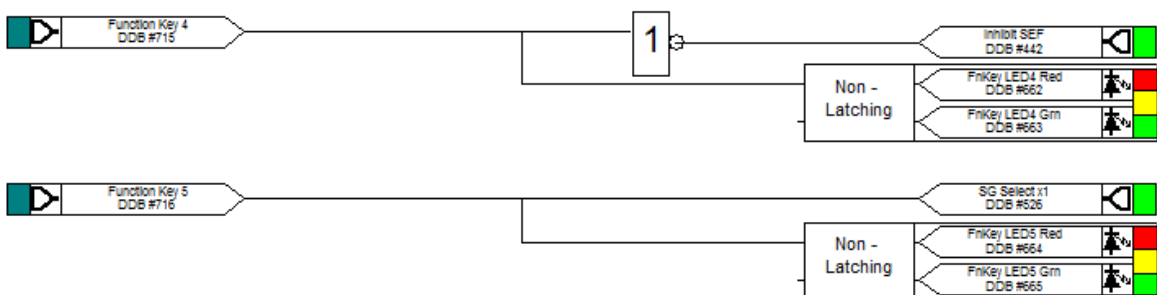 Function Key 4
DDB #715
1
Inhibit SEF
DDB #442
Non -
Latching
FnKey LED4 Red
DDB #662
FnKey LED4 Grn
DDB #663
Function Key 5
DDB #716
SG Select x1
DDB #526
Non -
Latching
FnKey LED5 Red
DDB #664
FnKey LED5 Grn
DDB #665